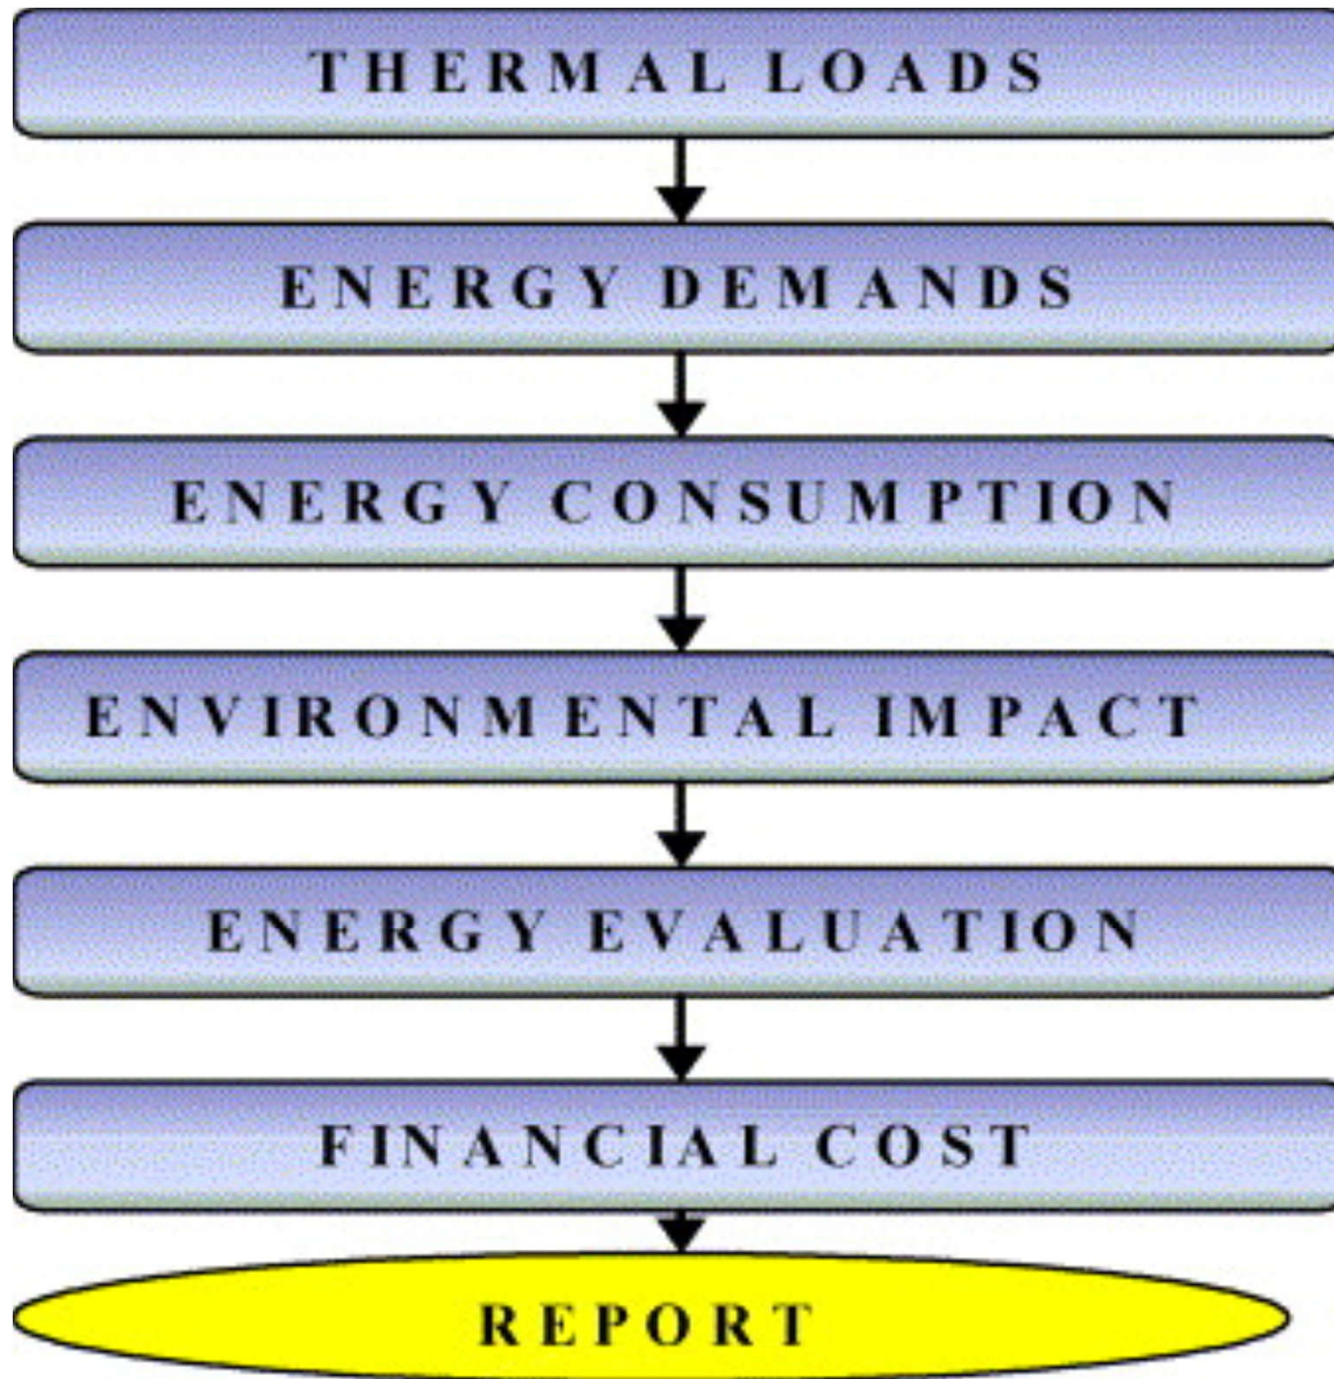 THERMAL LOADS
ENERGY DEMANDS
ENERGY CONSUMPTION
ENVIRONMENTAL IMPACT
ENERGY EVALUATION
FINANCIAL COST
REPORT